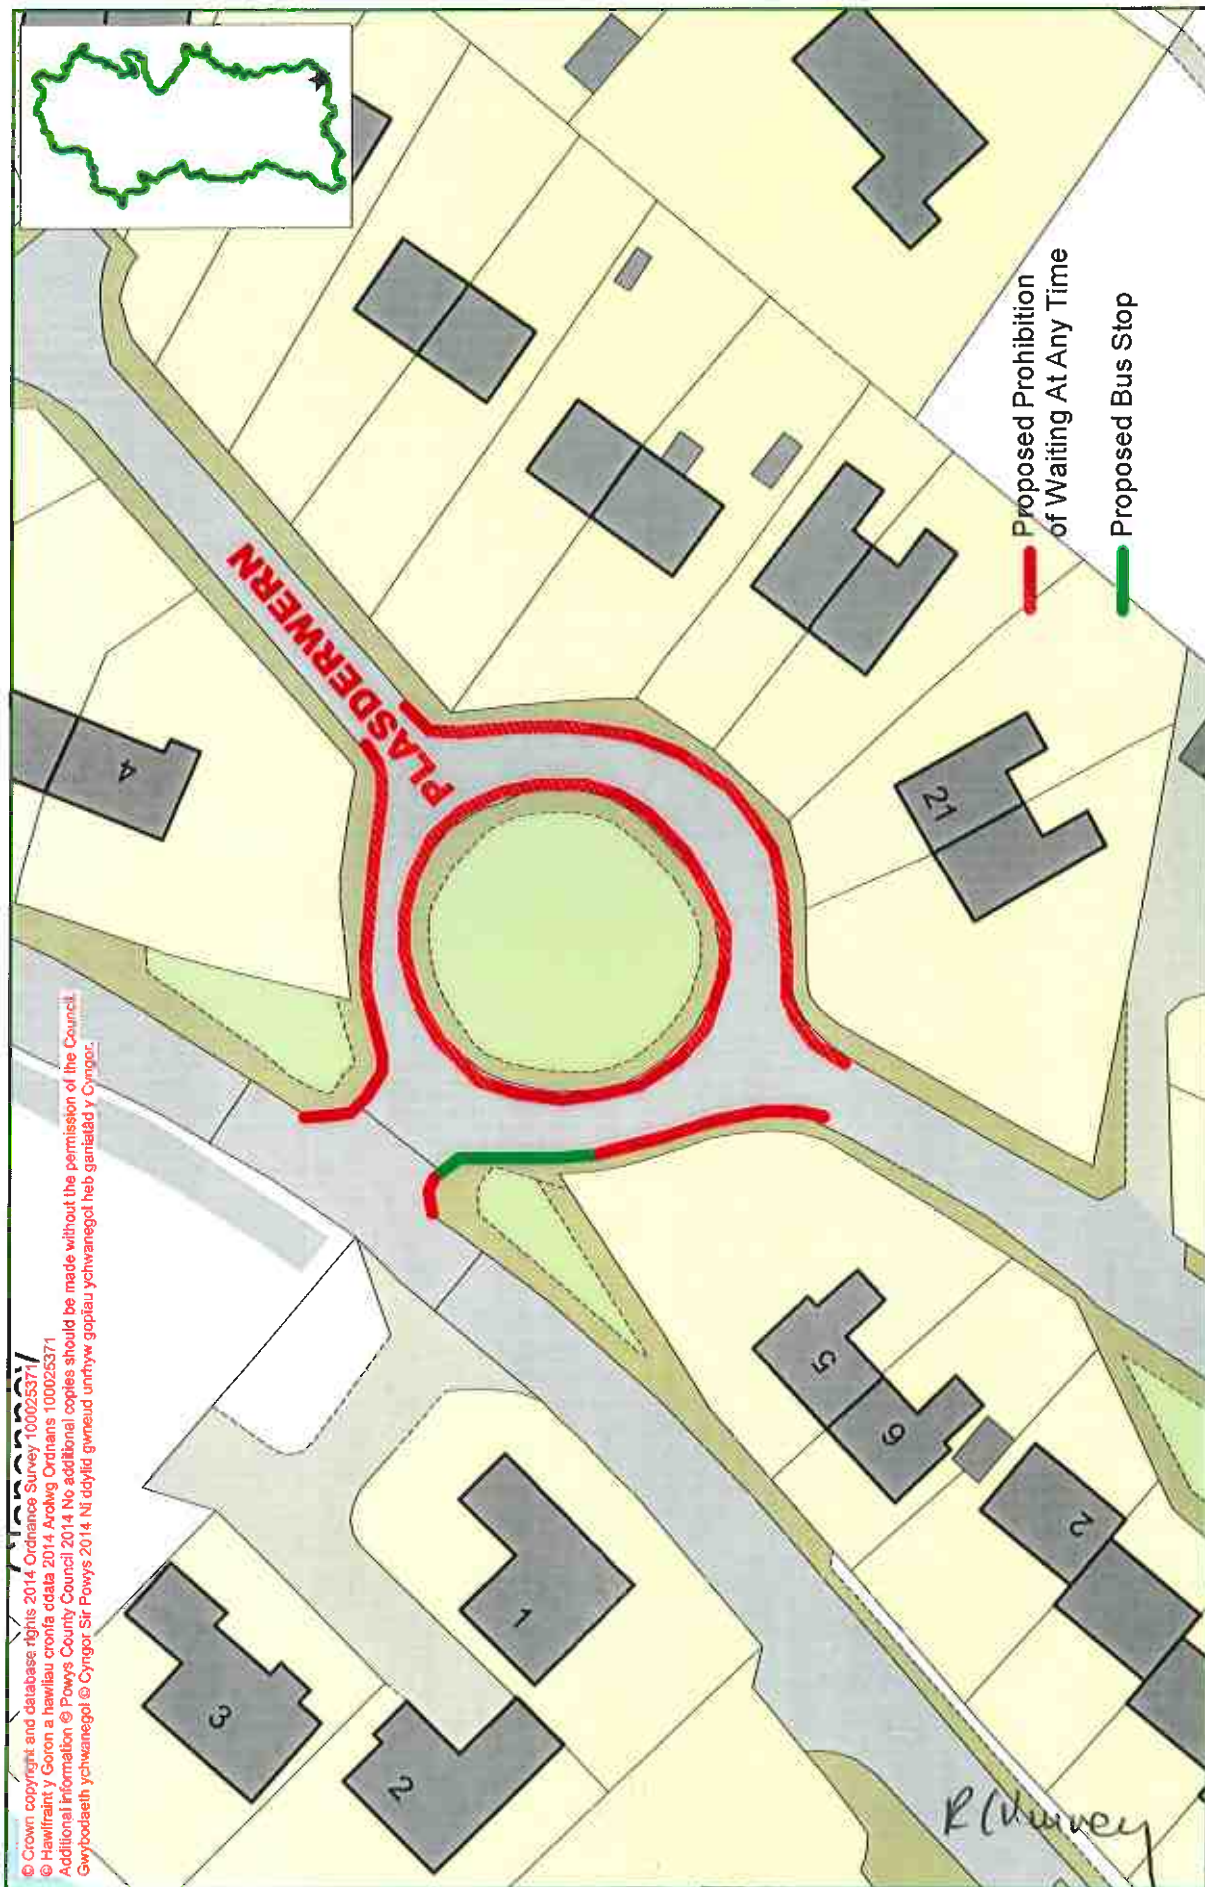 © Crown copyright and database rights 2014 Ordnance Survey 100025371
© Hawlfraint y Goron a hawliau cronfa ddata 2014 Arolwg Ordnans 100025371
Additional Information © Powys County Council 2014 No additional copies should be made without the permission of the Council.
Gwybodaeth ychwanegol © Cyngor Sir Powys 2014 Ni ddylid gwneud unrhyw gopïau ychwanegol heb ganiatâd y Cyngor.
PLASDERWERN
Proposed Prohibition
of Waiting At Any Time
Proposed Bus Stop
4
21
5
6
2
1
3
2